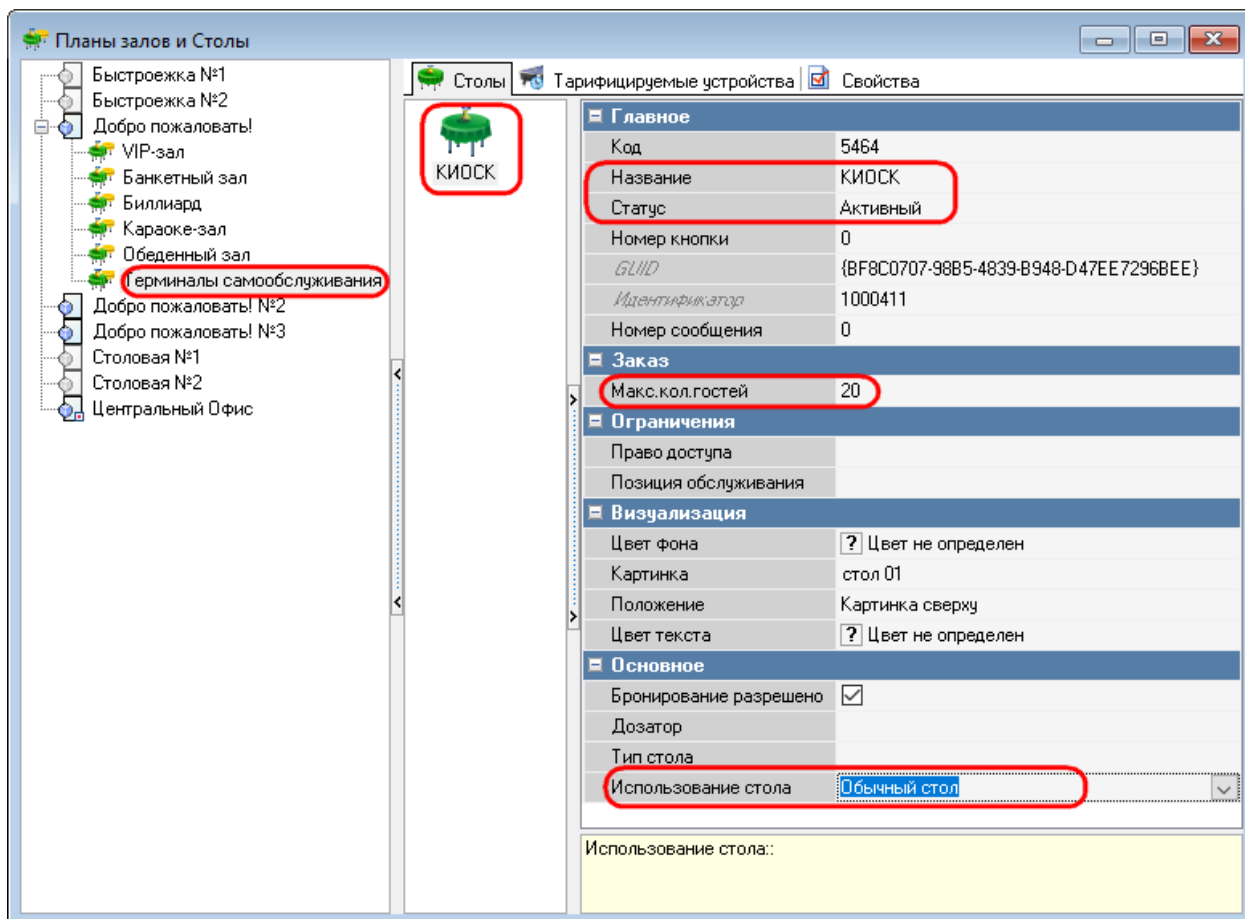 Планы залов и Столы
Быстроежка №1
Быстроежка №2
Добро пожаловать!
VIP-зал
Банкетный зал
Биллиард
Караоке-зал
Обеденный зал
Терминалы самообслуживания
Добро пожаловать! №2
Добро пожаловать! №3
Столовая №1
Столовая №2
Центральный Офис
Столы Тарифицируемые устройства Свойства
КИОСК
Главное
Код 5464
Название КИОСК
Статус Активный
Номер кнопки 0
GUID {BF8C0707-98B5-4839-B948-D47EE7296BEE}
Идентификатор 1000411
Номер сообщения 0
Заказ
Макс.кол.гостей 20
Ограничения
Право доступа
Позиция обслуживания
Визуализация
Цвет фона ? Цвет не определен
Картинка стол 01
Положение Картинка сверху
Цвет текста ? Цвет не определен
Основное
Бронирование разрешено
Дозатор
Тип стола
Использование стола Обычный стол
Использование стола::